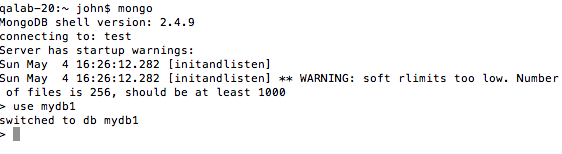 qalab-20:~ john$ mongo
MongoDB shell version: 2.4.9
connecting to: test
Server has startup warnings:
Sun May  4 16:26:12.282 [initandlisten]
Sun May  4 16:26:12.282 [initandlisten] ** WARNING: soft rlimits too low. Number
 of files is 256, should be at least 1000
> use mydb1
switched to db mydb1
>